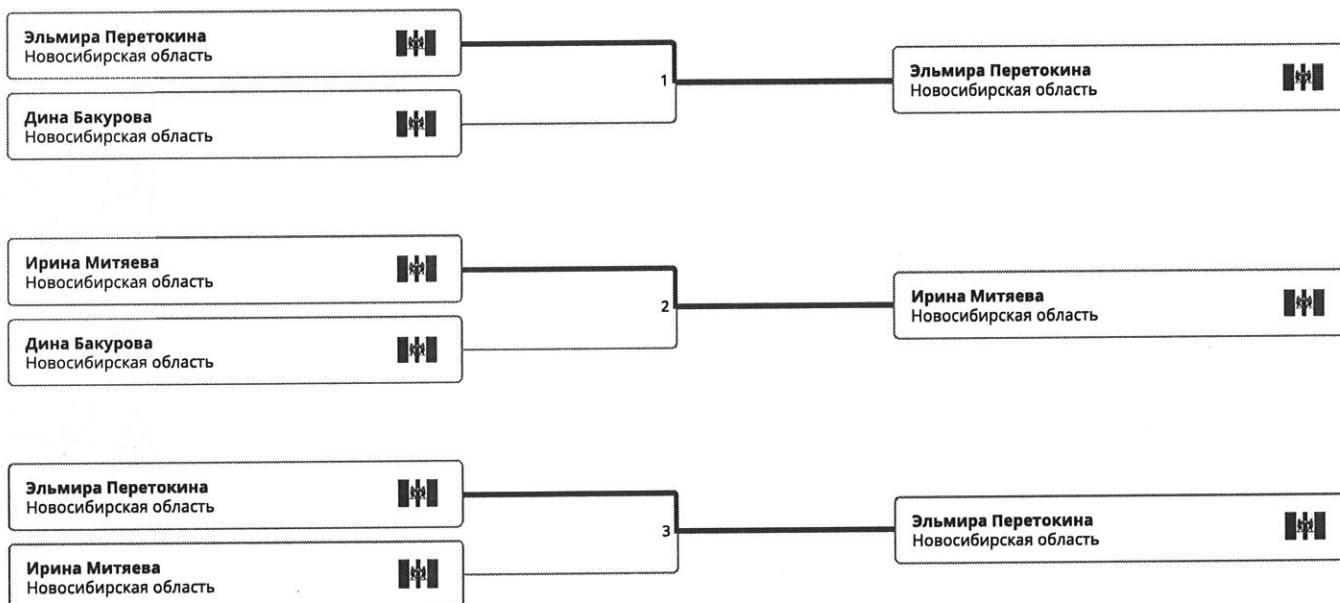 Эльмира Перетокина
Новосибирская область
Дина Бакурова
Новосибирская область
1
Эльмира Перетокина
Новосибирская область
Ирина Митяева
Новосибирская область
Дина Бакурова
Новосибирская область
2
Ирина Митяева
Новосибирская область
Эльмира Перетокина
Новосибирская область
Ирина Митяева
Новосибирская область
3
Эльмира Перетокина
Новосибирская область